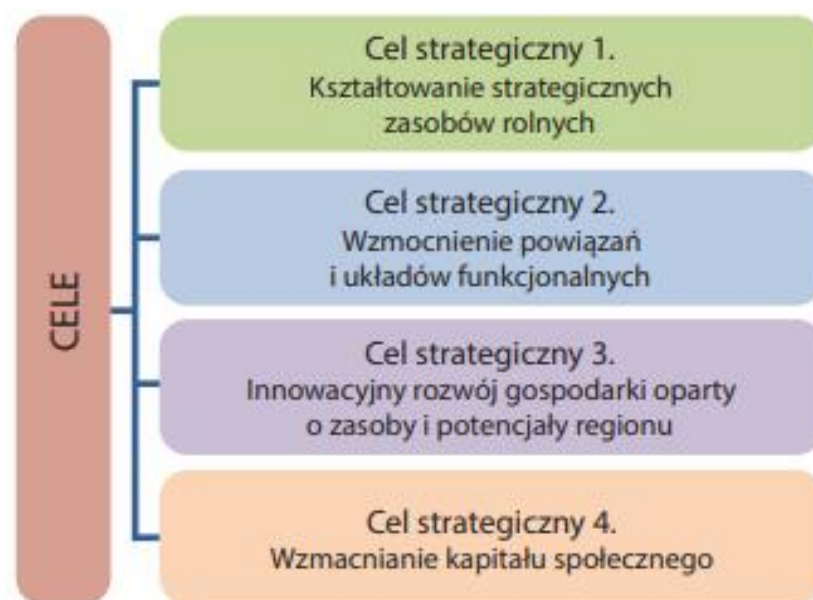 CELE
Cel strategiczny 1.
Kształtowanie strategicznych
zasobów rolnych
Cel strategiczny 2.
Wzmocnienie powiązań
i układów funkcjonalnych
Cel strategiczny 3.
Innowacyjny rozwój gospodarki oparty
o zasoby i potencjały regionu
Cel strategiczny 4.
Wzmacnianie kapitału społecznego